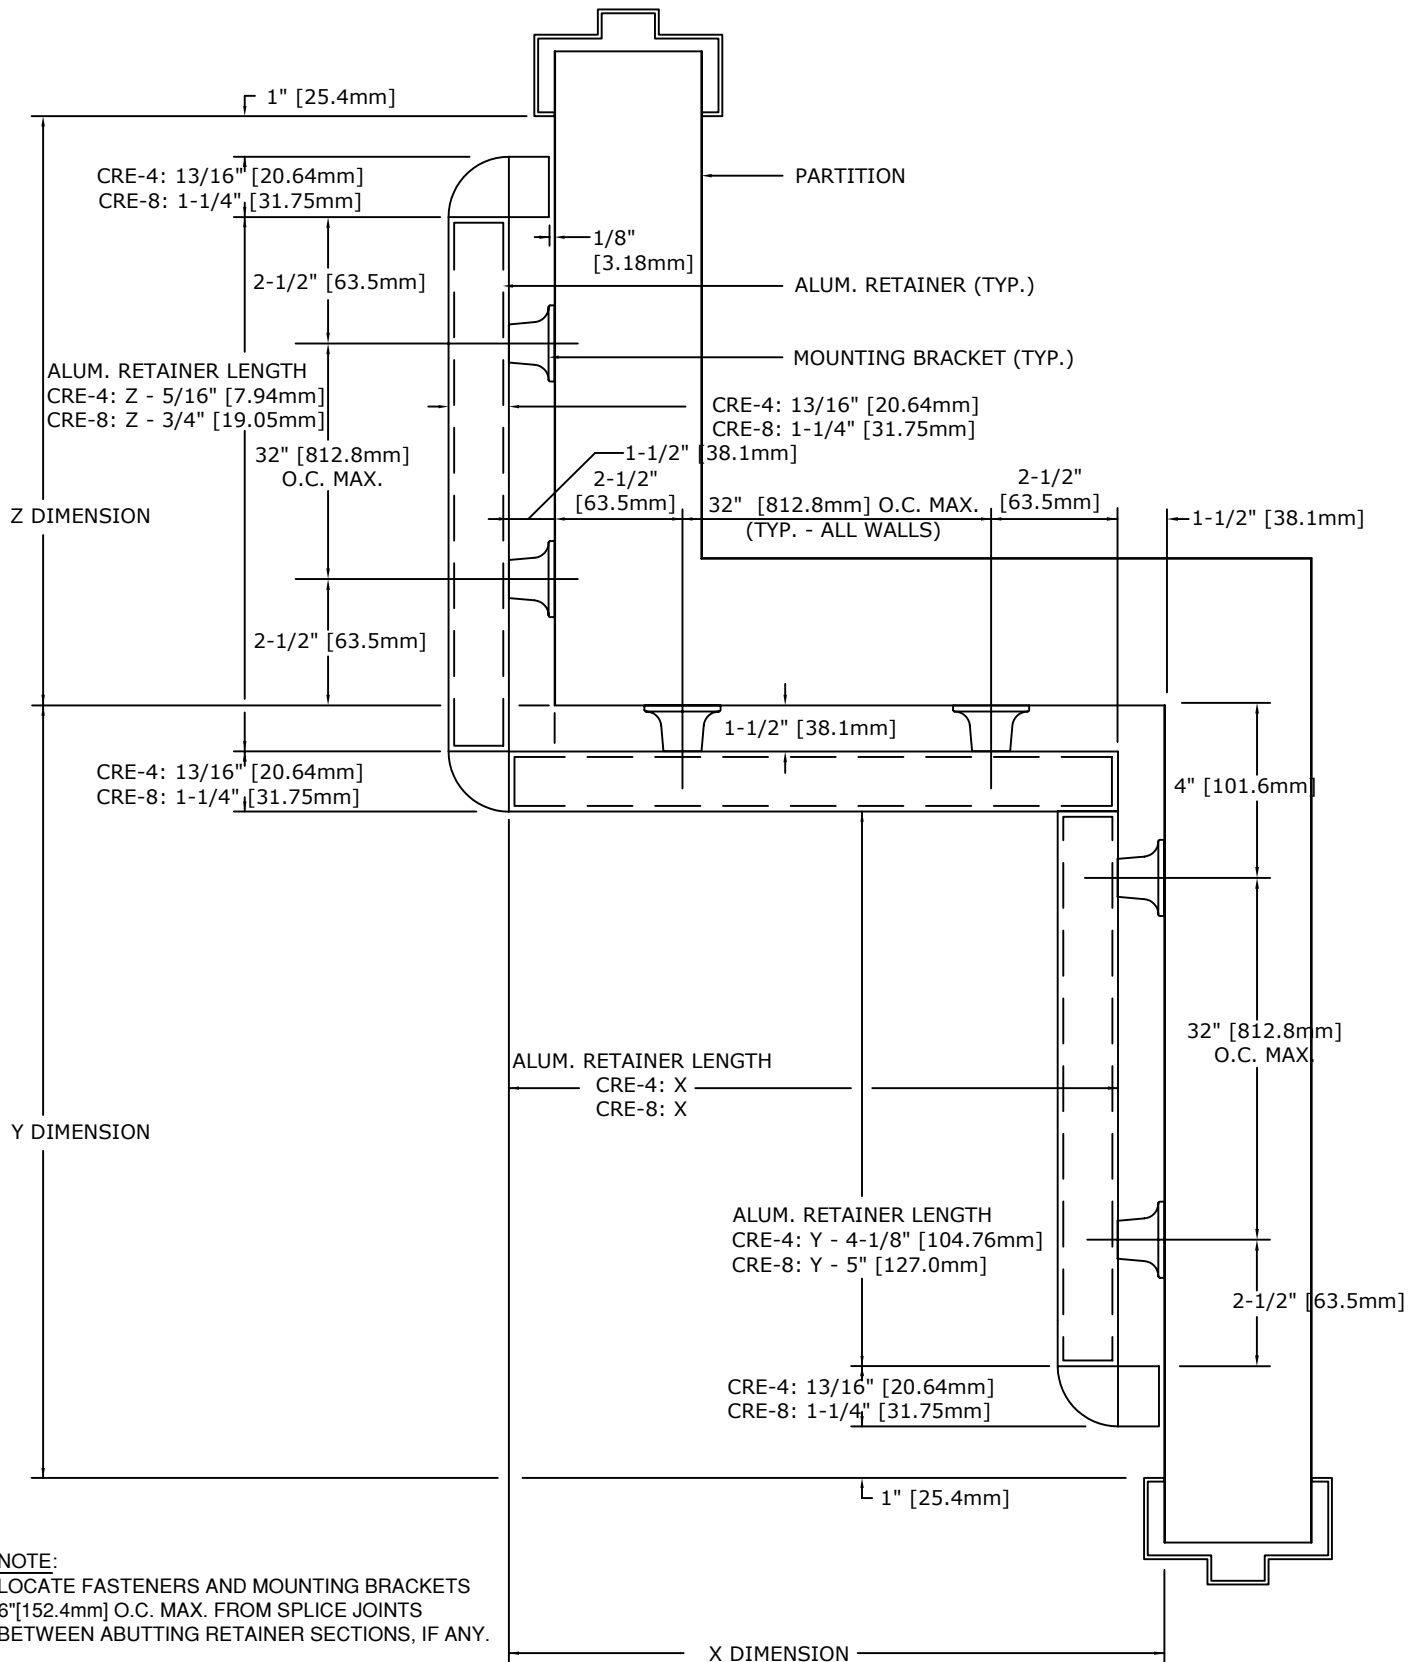 1" [25.4mm]
CRE-4: 13/16" [20.64mm]
CRE-8: 1-1/4" [31.75mm]
PARTITION
1/8"
[3.18mm]
2-1/2" [63.5mm]
ALUM. RETAINER (TYP.)
MOUNTING BRACKET (TYP.)
ALUM. RETAINER LENGTH
CRE-4: Z - 5/16" [7.94mm]
CRE-8: Z - 3/4" [19.05mm]
CRE-4: 13/16" [20.64mm]
CRE-8: 1-1/4" [31.75mm]
32" [812.8mm]
O.C. MAX.
1-1/2" [38.1mm]
2-1/2"
[63.5mm]
32" [812.8mm] O.C. MAX.
(TYP. - ALL WALLS)
2-1/2"
[63.5mm]
1-1/2" [38.1mm]
Z DIMENSION
2-1/2" [63.5mm]
1-1/2" [38.1mm]
CRE-4: 13/16" [20.64mm]
CRE-8: 1-1/4" [31.75mm]
4" [101.6mm]
32" [812.8mm]
O.C. MAX.
ALUM. RETAINER LENGTH
CRE-4: X
CRE-8: X
Y DIMENSION
ALUM. RETAINER LENGTH
CRE-4: Y - 4-1/8" [104.76mm]
CRE-8: Y - 5" [127.0mm]
2-1/2" [63.5mm]
CRE-4: 13/16" [20.64mm]
CRE-8: 1-1/4" [31.75mm]
1" [25.4mm]
NOTE:
LOCATE FASTENERS AND MOUNTING BRACKETS
6"[152.4mm] O.C. MAX. FROM SPLICE JOINTS
BETWEEN ABUTTING RETAINER SECTIONS, IF ANY.
X DIMENSION